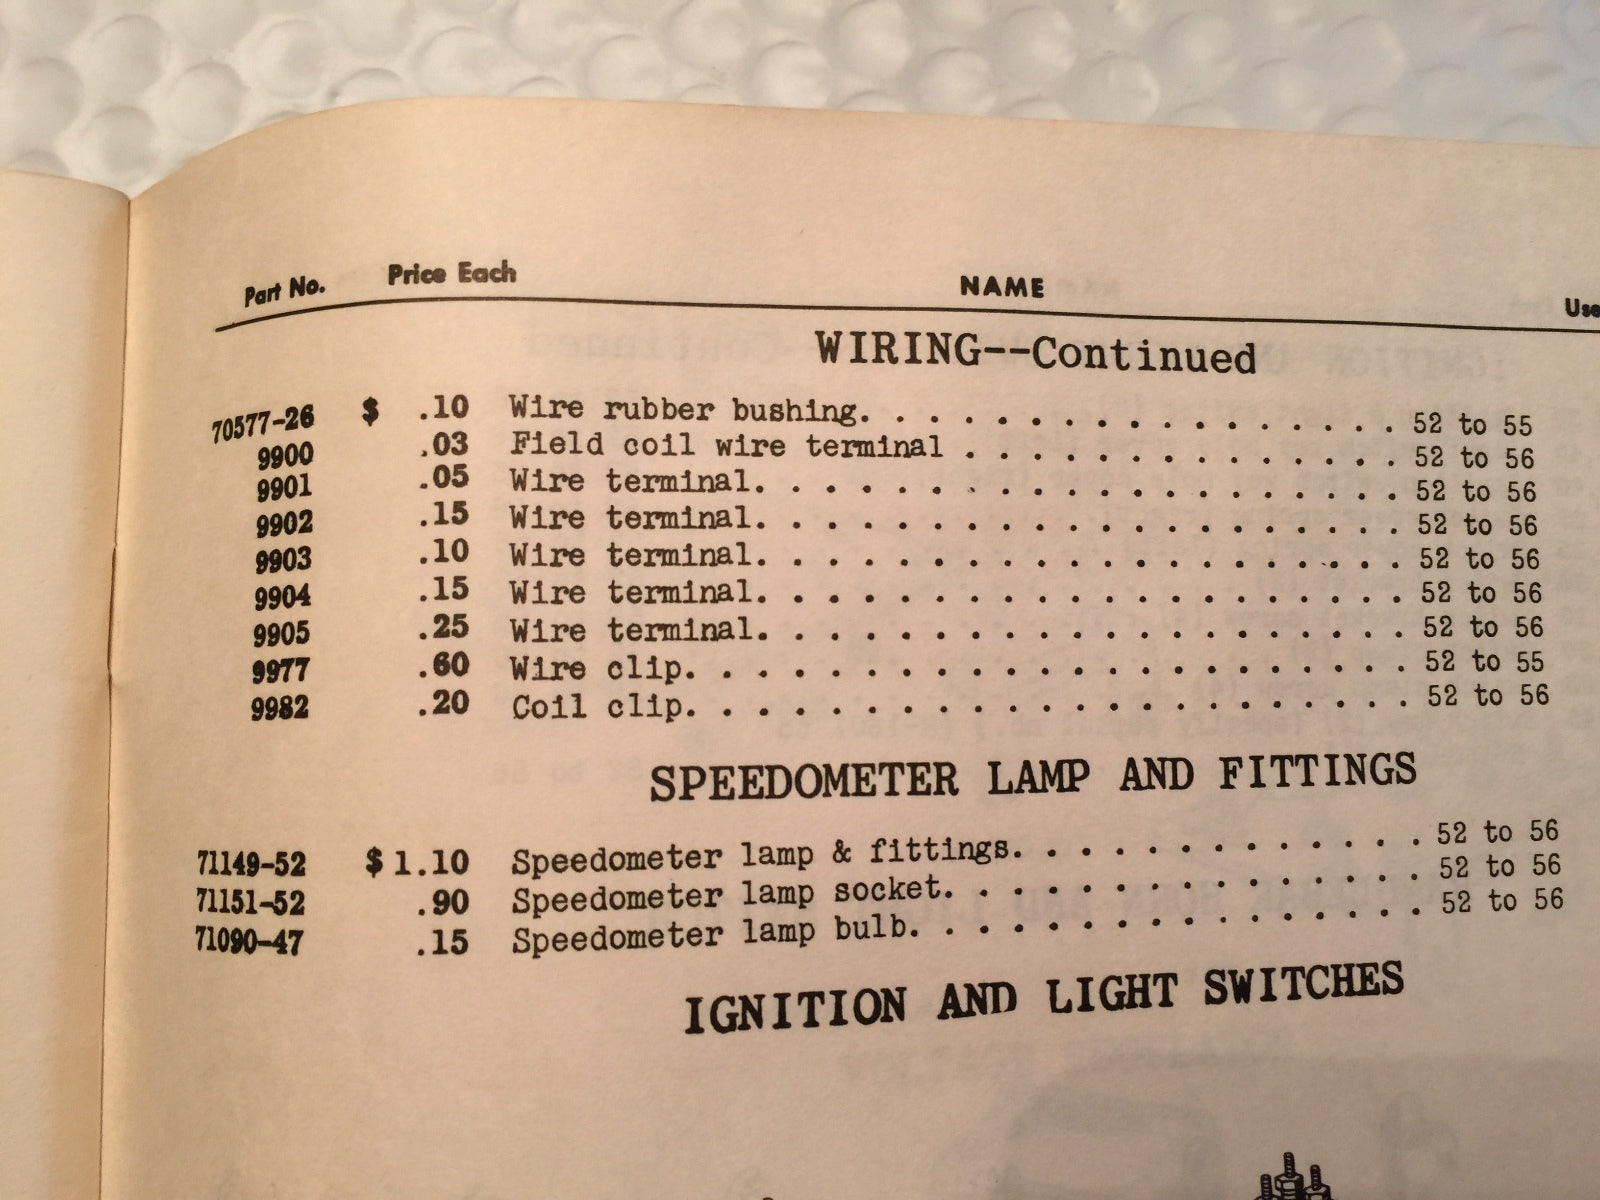 Part No. Price Each NAME Use
WIRING--Continued
70577-26 $ .10 Wire rubber bushing. . . . . . . . . . . . . . . . 52 to 55
9900 .03 Field coil wire terminal . . . . . . . . . . . . . 52 to 56
9901 .05 Wire terminal. . . . . . . . . . . . . . . . . . . 52 to 56
9902 .15 Wire terminal. . . . . . . . . . . . . . . . . . . 52 to 56
9903 .10 Wire terminal. . . . . . . . . . . . . . . . . . . 52 to 56
9904 .15 Wire terminal. . . . . . . . . . . . . . . . . . . 52 to 56
9905 .25 Wire terminal. . . . . . . . . . . . . . . . . . . 52 to 56
9977 .60 Wire clip. . . . . . . . . . . . . . . . . . . . . 52 to 55
9982 .20 Coil clip. . . . . . . . . . . . . . . . . . . . . 52 to 56
SPEEDOMETER LAMP AND FITTINGS
71149-52 $1.10 Speedometer lamp & fittings. . . . . . . . . . . . 52 to 56
71151-52 .90 Speedometer lamp socket. . . . . . . . . . . . . . 52 to 56
71090-47 .15 Speedometer lamp bulb. . . . . . . . . . . . . . . 52 to 56
IGNITION AND LIGHT SWITCHES